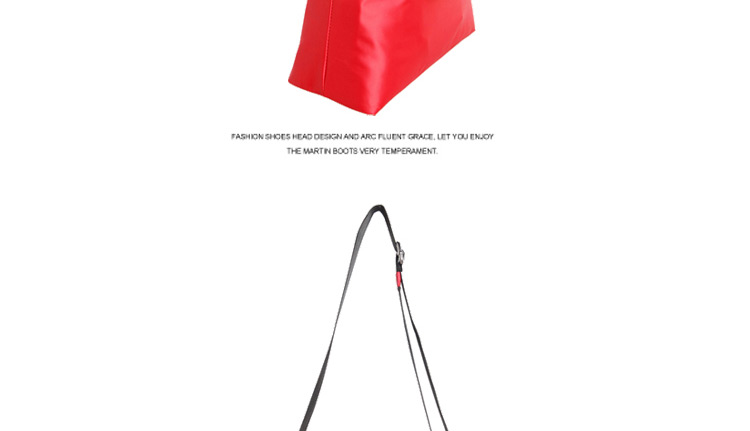 FASHION SHOES HEAD DESIGN AND ARC FLUENT GRACE, LET YOU ENJOY
THE MARTIN BOOTS VERY TEMPERAMENT.